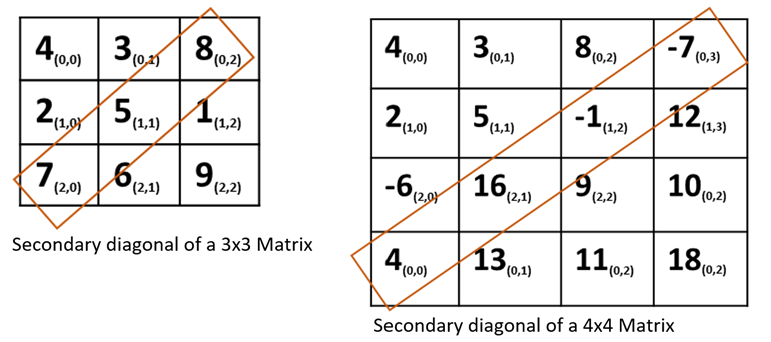 4(0,0) 3(0,1) 8(0,2)
2(1,0) 5(1,1) 1(1,2)
7(2,0) 6(2,1) 9(2,2)
Secondary diagonal of a 3x3 Matrix
4(0,0) 3(0,1) 8(0,2) -7(0,3)
2(1,0) 5(1,1) -1(1,2) 12(1,3)
-6(2,0) 16(2,1) 9(2,2) 10(0,2)
4(0,0) 13(0,1) 11(0,2) 18(0,2)
Secondary diagonal of a 4x4 Matrix